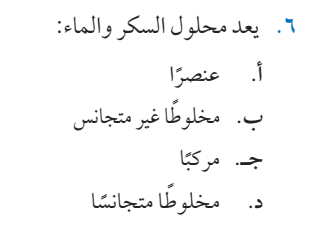 ٦. يعد محلول السكر والماء:
أ. عنصرًا
ب. مخلوطًا غير متجانس
جـ. مركبًا
د. مخلوطًا متجانسًا